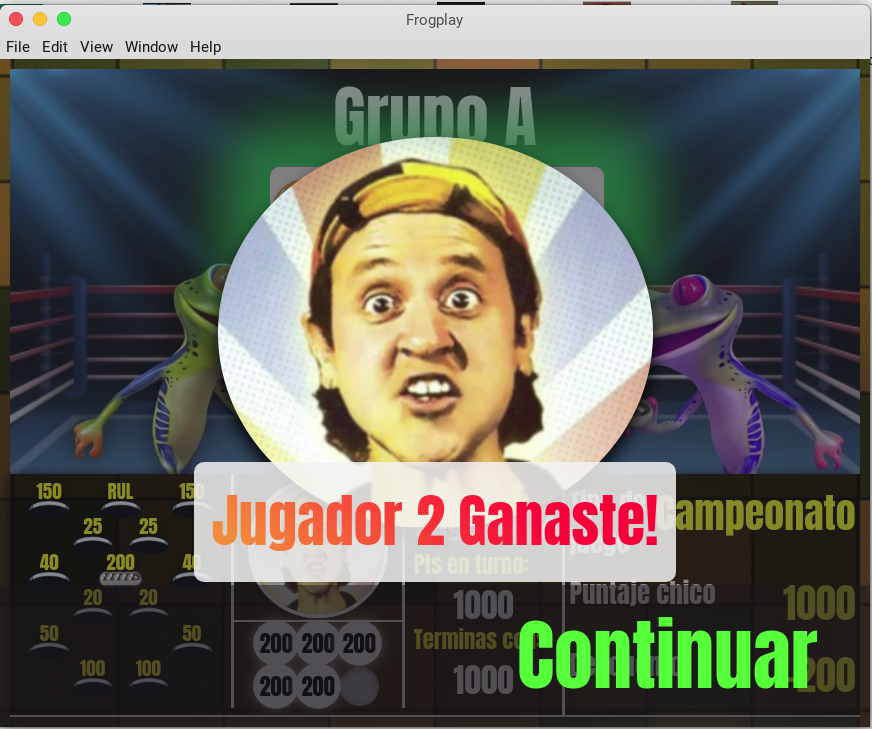 Frogplay
File Edit View Window Help
Grupo A
150 RUL 150
25 25
40 200 40
20 20
50 50
100 100
Jugador 2 Ganaste!
Campeonato
juego
Pts en turno:
1000
Puntaje chico
1000
200 200 200
200 200
Terminas con:
1000
200
Continuar